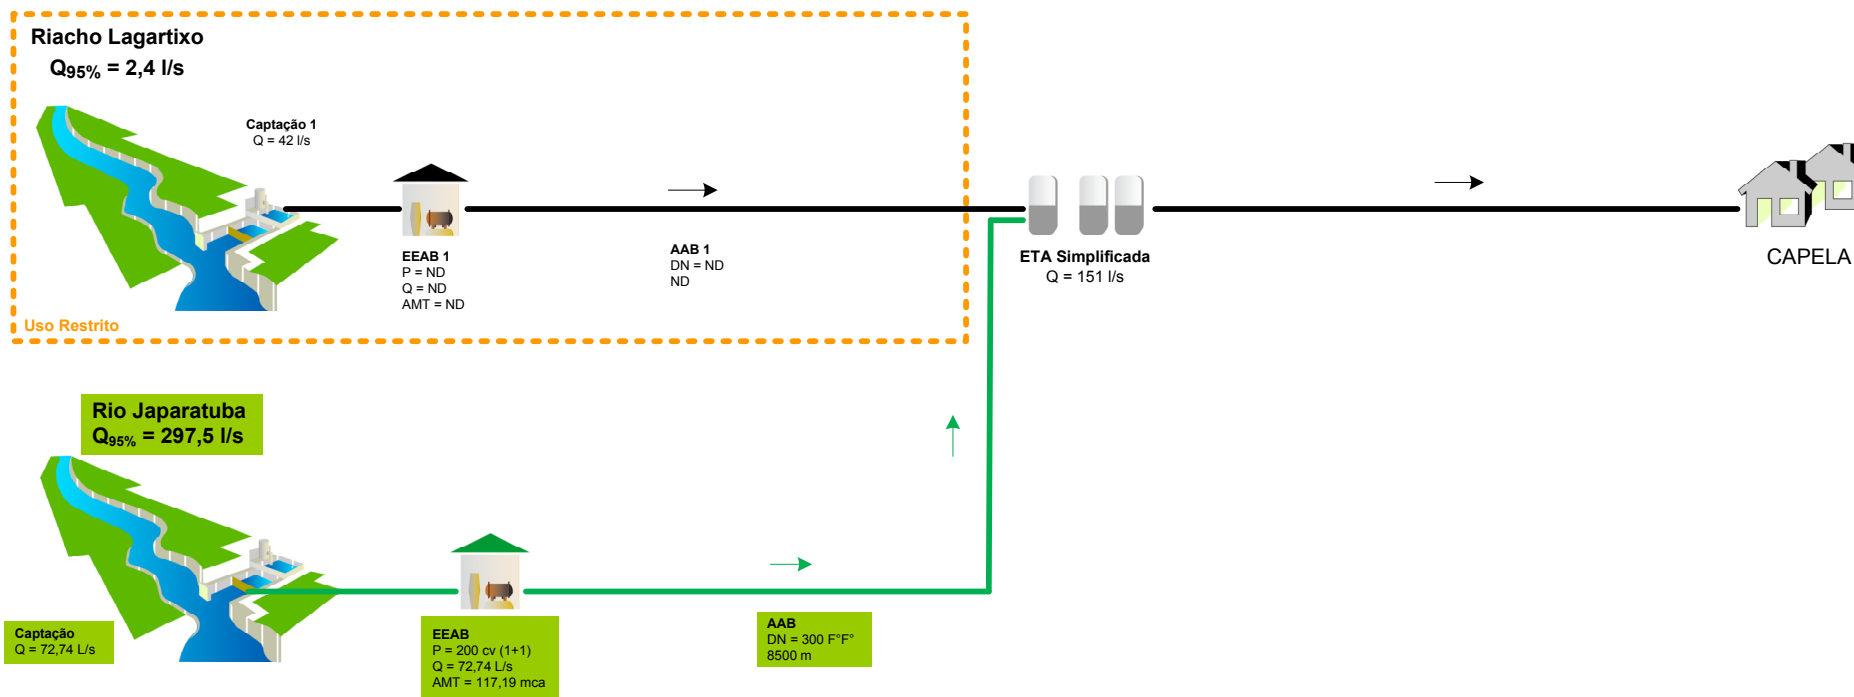 Riacho Lagartixo
Q95% = 2,4 l/s
Captação 1
Q = 42 l/s
EEAB 1
P = ND
Q = ND
AMT = ND
AAB 1
DN = ND
ND
Uso Restrito
ETA Simplificada
Q = 151 l/s
CAPELA
Rio Japaratuba
Q95% = 297,5 l/s
Captação
Q = 72,74 L/s
EEAB
P = 200 cv (1+1)
Q = 72,74 L/s
AMT = 117,19 mca
AAB
DN = 300 F°F°
8500 m